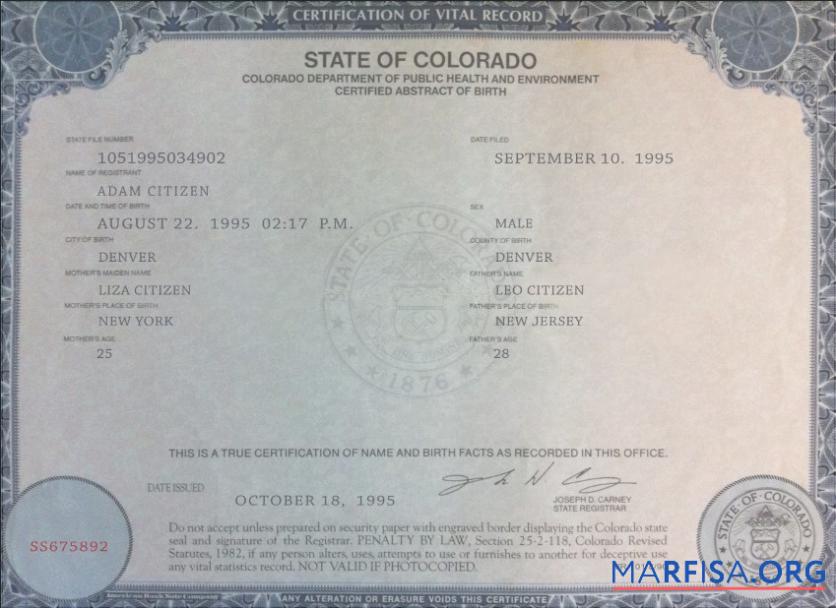 CERTIFICATION OF VITAL RECORD
STATE OF COLORADO
COLORADO DEPARTMENT OF PUBLIC HEALTH AND ENVIRONMENT
CERTIFIED ABSTRACT OF BIRTH
STATE FILE NUMBER DATE FILED
1051995034902 SEPTEMBER 10. 1995
NAME OF REGISTRANT
ADAM CITIZEN
DATE AND TIME OF BIRTH SEX
AUGUST 22. 1995 02:17 P.M. MALE
CITY OF BIRTH COUNTY OF BIRTH
DENVER DENVER
MOTHER'S MAIDEN NAME FATHER'S NAME
LIZA CITIZEN LEO CITIZEN
MOTHER'S PLACE OF BIRTH FATHER'S PLACE OF BIRTH
NEW YORK NEW JERSEY
MOTHER'S AGE FATHER'S AGE
25 28
STATE OF COLORADO
1876
THIS IS A TRUE CERTIFICATION OF NAME AND BIRTH FACTS AS RECORDED IN THIS OFFICE.
DATE ISSUED
OCTOBER 18, 1995
JOSEPH D. CARNEY
STATE REGISTRAR
Do not accept unless prepared on security paper with engraved border displaying the Colorado state
seal and signature of the Registrar. PENALTY BY LAW, Section 25-2-118, Colorado Revised
Statutes, 1982, if any person alters, uses, attempts to use or furnishes to another for deceptive use
any vital statistics record. NOT VALID IF PHOTOCOPIED.
SS675892
STATE OF COLORADO
MARFISA.ORG
American Bank Note Company
ANY ALTERATION OR ERASURE VOIDS THIS CERTIFICATE